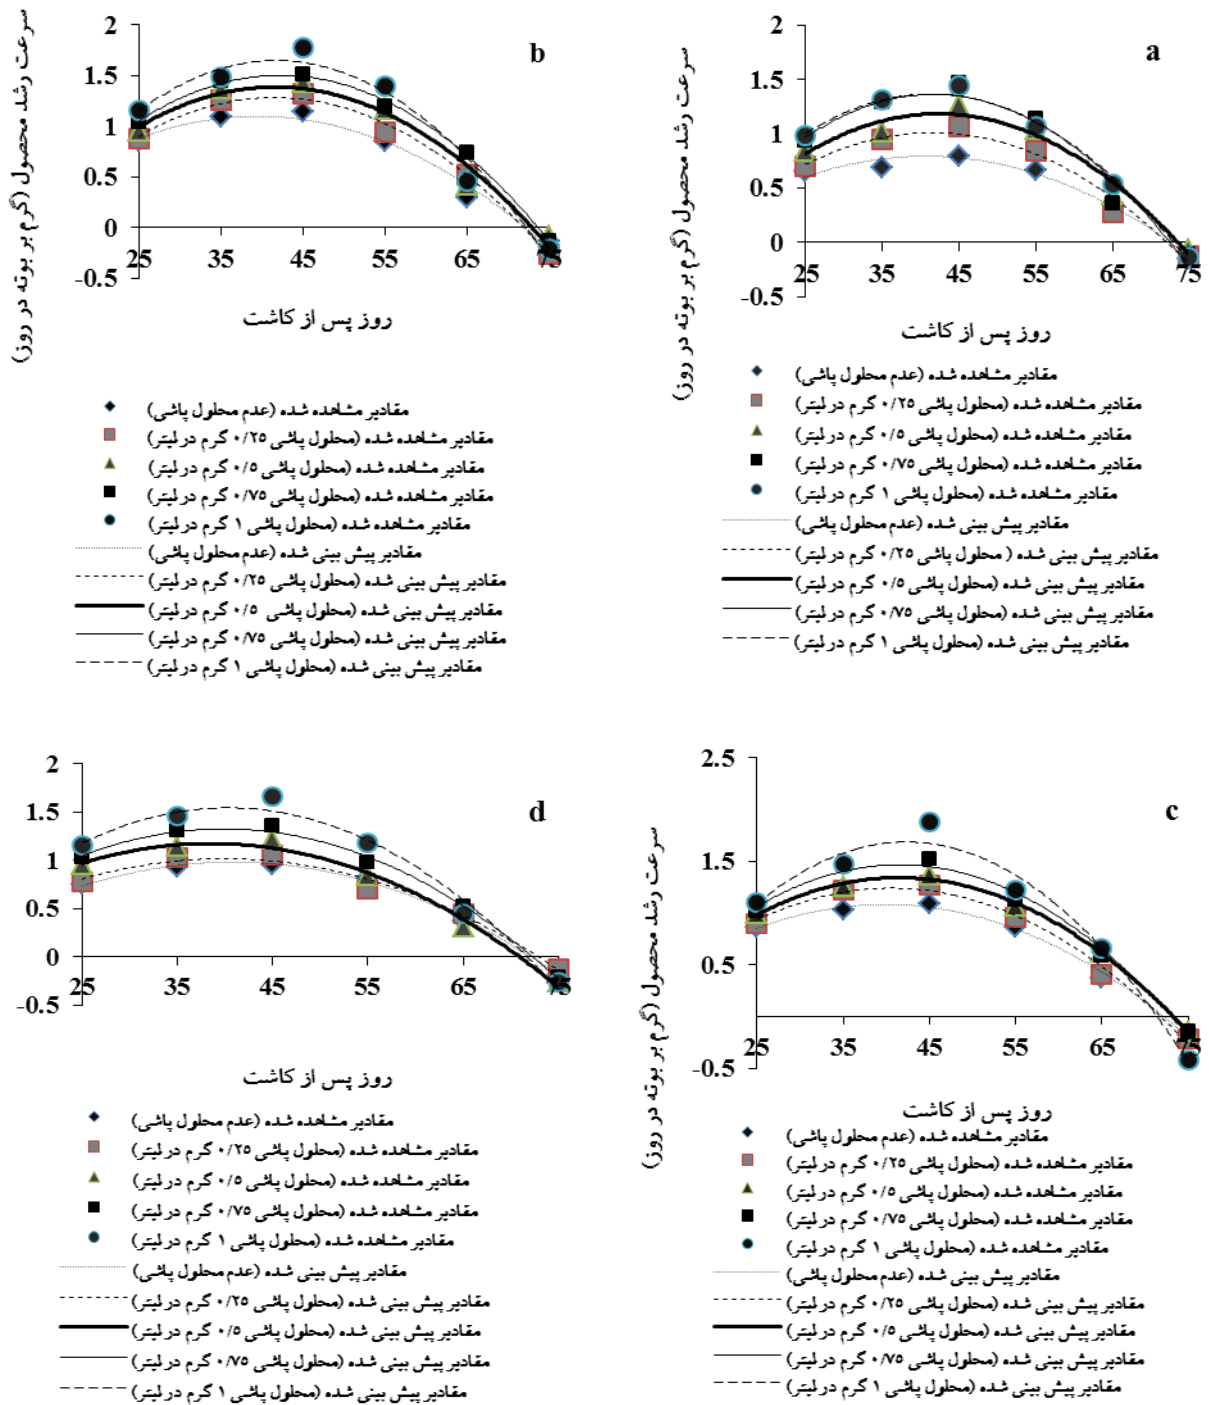 a
سرعت رشد محصول (گرم بر بوته در روز)
2
1.5
1
0.5
0
-0.5
25 35 45 55 65 75
روز پس از کاشت
مقادیر مشاهده شده (عدم محلول پاشی)
مقادیر مشاهده شده (محلول پاشی ۰/۲۵ گرم در لیتر)
مقادیر مشاهده شده (محلول پاشی ۰/۵ گرم در لیتر)
مقادیر مشاهده شده (محلول پاشی ۰/۷۵ گرم در لیتر)
مقادیر مشاهده شده (محلول پاشی ۱ گرم در لیتر)
مقادیر پیش بینی شده (عدم محلول پاشی)
مقادیر پیش بینی شده ( محلول پاشی ۰/۲۵ گرم در لیتر)
مقادیر پیش بینی شده (محلول پاشی ۰/۵ گرم در لیتر)
مقادیر پیش بینی شده (محلول پاشی ۰/۷۵ گرم در لیتر)
مقادیر پیش بینی شده (محلول پاشی ۱ گرم در لیتر)
b
سرعت رشد محصول (گرم بر بوته در روز)
2
1.5
1
0.5
0
-0.5
25 35 45 55 65 75
روز پس از کاشت
مقادیر مشاهده شده (عدم محلول پاشی)
مقادیر مشاهده شده (محلول پاشی ۰/۲۵ گرم در لیتر)
مقادیر مشاهده شده (محلول پاشی ۰/۵ گرم در لیتر)
مقادیر مشاهده شده (محلول پاشی ۰/۷۵ گرم در لیتر)
مقادیر مشاهده شده (محلول پاشی ۱ گرم در لیتر)
مقادیر پیش بینی شده (عدم محلول پاشی)
مقادیر پیش بینی شده (محلول پاشی ۰/۲۵ گرم در لیتر)
مقادیر پیش بینی شده (محلول پاشی ۰/۵ گرم در لیتر)
مقادیر پیش بینی شده (محلول پاشی ۰/۷۵ گرم در لیتر)
مقادیر پیش بینی شده (محلول پاشی ۱ گرم در لیتر)
c
سرعت رشد محصول (گرم بر بوته در روز)
2.5
1.5
0.5
-0.5
25 35 45 55 65 75
روز پس از کاشت
مقادیر مشاهده شده (عدم محلول پاشی)
مقادیر مشاهده شده (محلول پاشی ۰/۲۵ گرم در لیتر)
مقادیر مشاهده شده (محلول پاشی ۰/۵ گرم در لیتر)
مقادیر مشاهده شده (محلول پاشی ۰/۷۵ گرم در لیتر)
مقادیر مشاهده شده (محلول پاشی ۱ گرم در لیتر)
مقادیر پیش بینی شده (عدم محلول پاشی)
مقادیر پیش بینی شده (محلول پاشی ۰/۲۵ گرم در لیتر)
مقادیر پیش بینی شده (محلول پاشی ۰/۵ گرم در لیتر)
مقادیر پیش بینی شده (محلول پاشی ۰/۷۵ گرم در لیتر)
مقادیر پیش بینی شده (محلول پاشی ۱ گرم در لیتر)
d
2
1.5
1
0.5
0
-0.5
25 35 45 55 65 75
روز پس از کاشت
مقادیر مشاهده شده (عدم محلول پاشی)
مقادیر مشاهده شده (محلول پاشی ۰/۲۵ گرم در لیتر)
مقادیر مشاهده شده (محلول پاشی ۰/۵ گرم در لیتر)
مقادیر مشاهده شده (محلول پاشی ۰/۷۵ گرم در لیتر)
مقادیر مشاهده شده (محلول پاشی ۱ گرم در لیتر)
مقادیر پیش بینی شده (عدم محلول پاشی)
مقادیر پیش بینی شده (محلول پاشی ۰/۲۵ گرم در لیتر)
مقادیر پیش بینی شده (محلول پاشی ۰/۵ گرم در لیتر)
مقادیر پیش بینی شده (محلول پاشی ۰/۷۵ گرم در لیتر)
مقادیر پیش بینی شده (محلول پاشی ۱ گرم در لیتر)